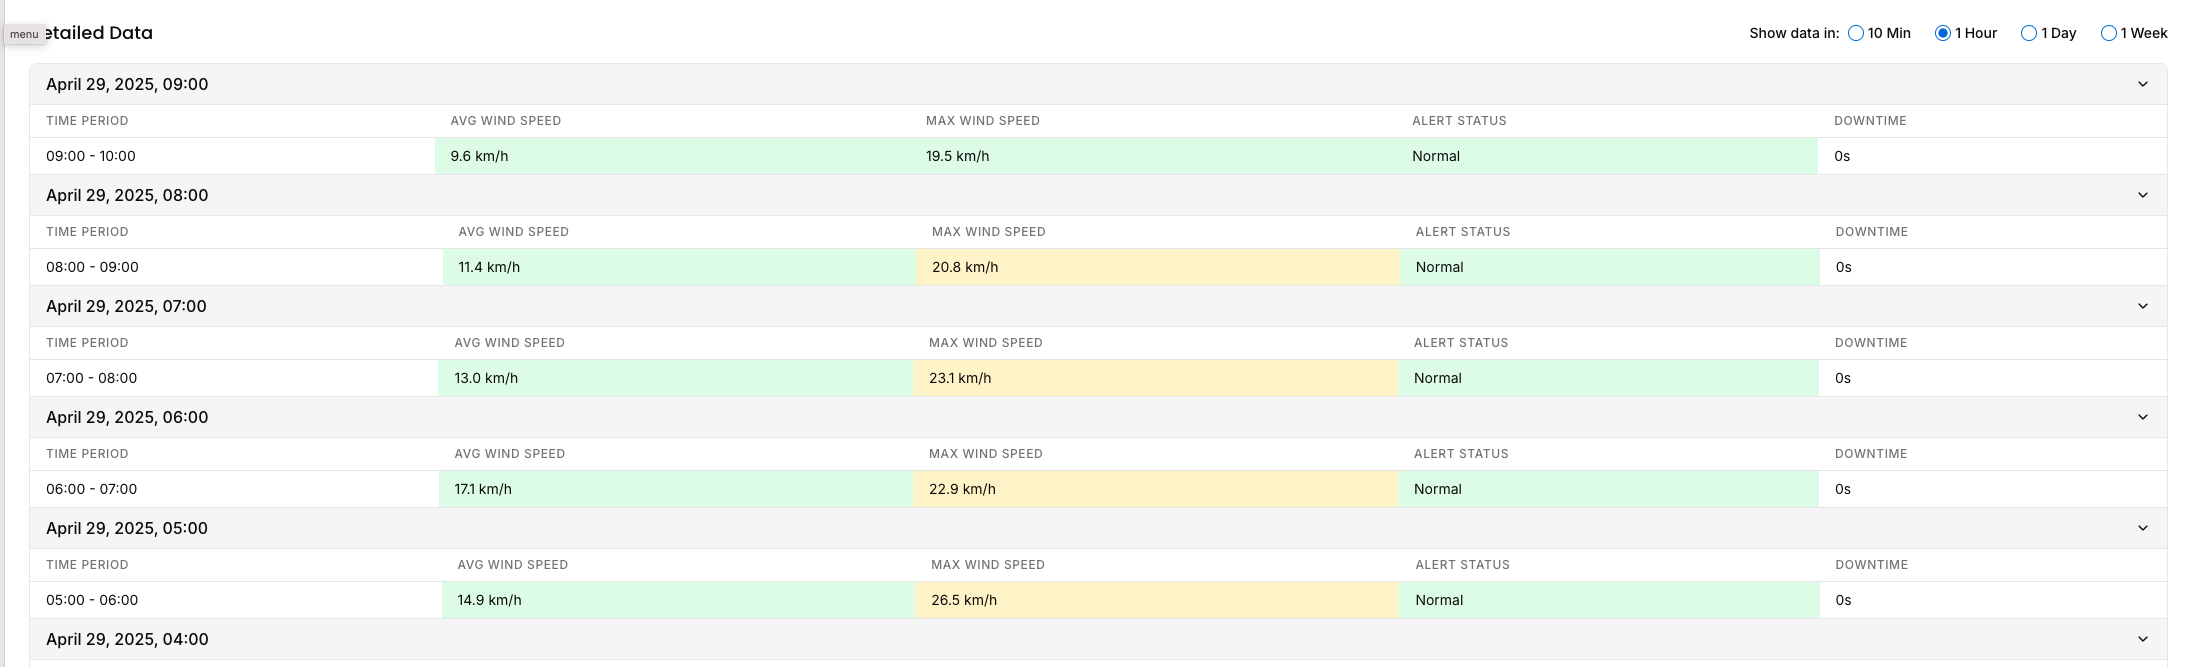 menu
etailed Data
Show data in: 10 Min 1 Hour 1 Day 1 Week
April 29, 2025, 09:00
TIME PERIOD AVG WIND SPEED MAX WIND SPEED ALERT STATUS DOWNTIME
09:00 - 10:00 9.6 km/h 19.5 km/h Normal 0s
April 29, 2025, 08:00
TIME PERIOD AVG WIND SPEED MAX WIND SPEED ALERT STATUS DOWNTIME
08:00 - 09:00 11.4 km/h 20.8 km/h Normal 0s
April 29, 2025, 07:00
TIME PERIOD AVG WIND SPEED MAX WIND SPEED ALERT STATUS DOWNTIME
07:00 - 08:00 13.0 km/h 23.1 km/h Normal 0s
April 29, 2025, 06:00
TIME PERIOD AVG WIND SPEED MAX WIND SPEED ALERT STATUS DOWNTIME
06:00 - 07:00 17.1 km/h 22.9 km/h Normal 0s
April 29, 2025, 05:00
TIME PERIOD AVG WIND SPEED MAX WIND SPEED ALERT STATUS DOWNTIME
05:00 - 06:00 14.9 km/h 26.5 km/h Normal 0s
April 29, 2025, 04:00